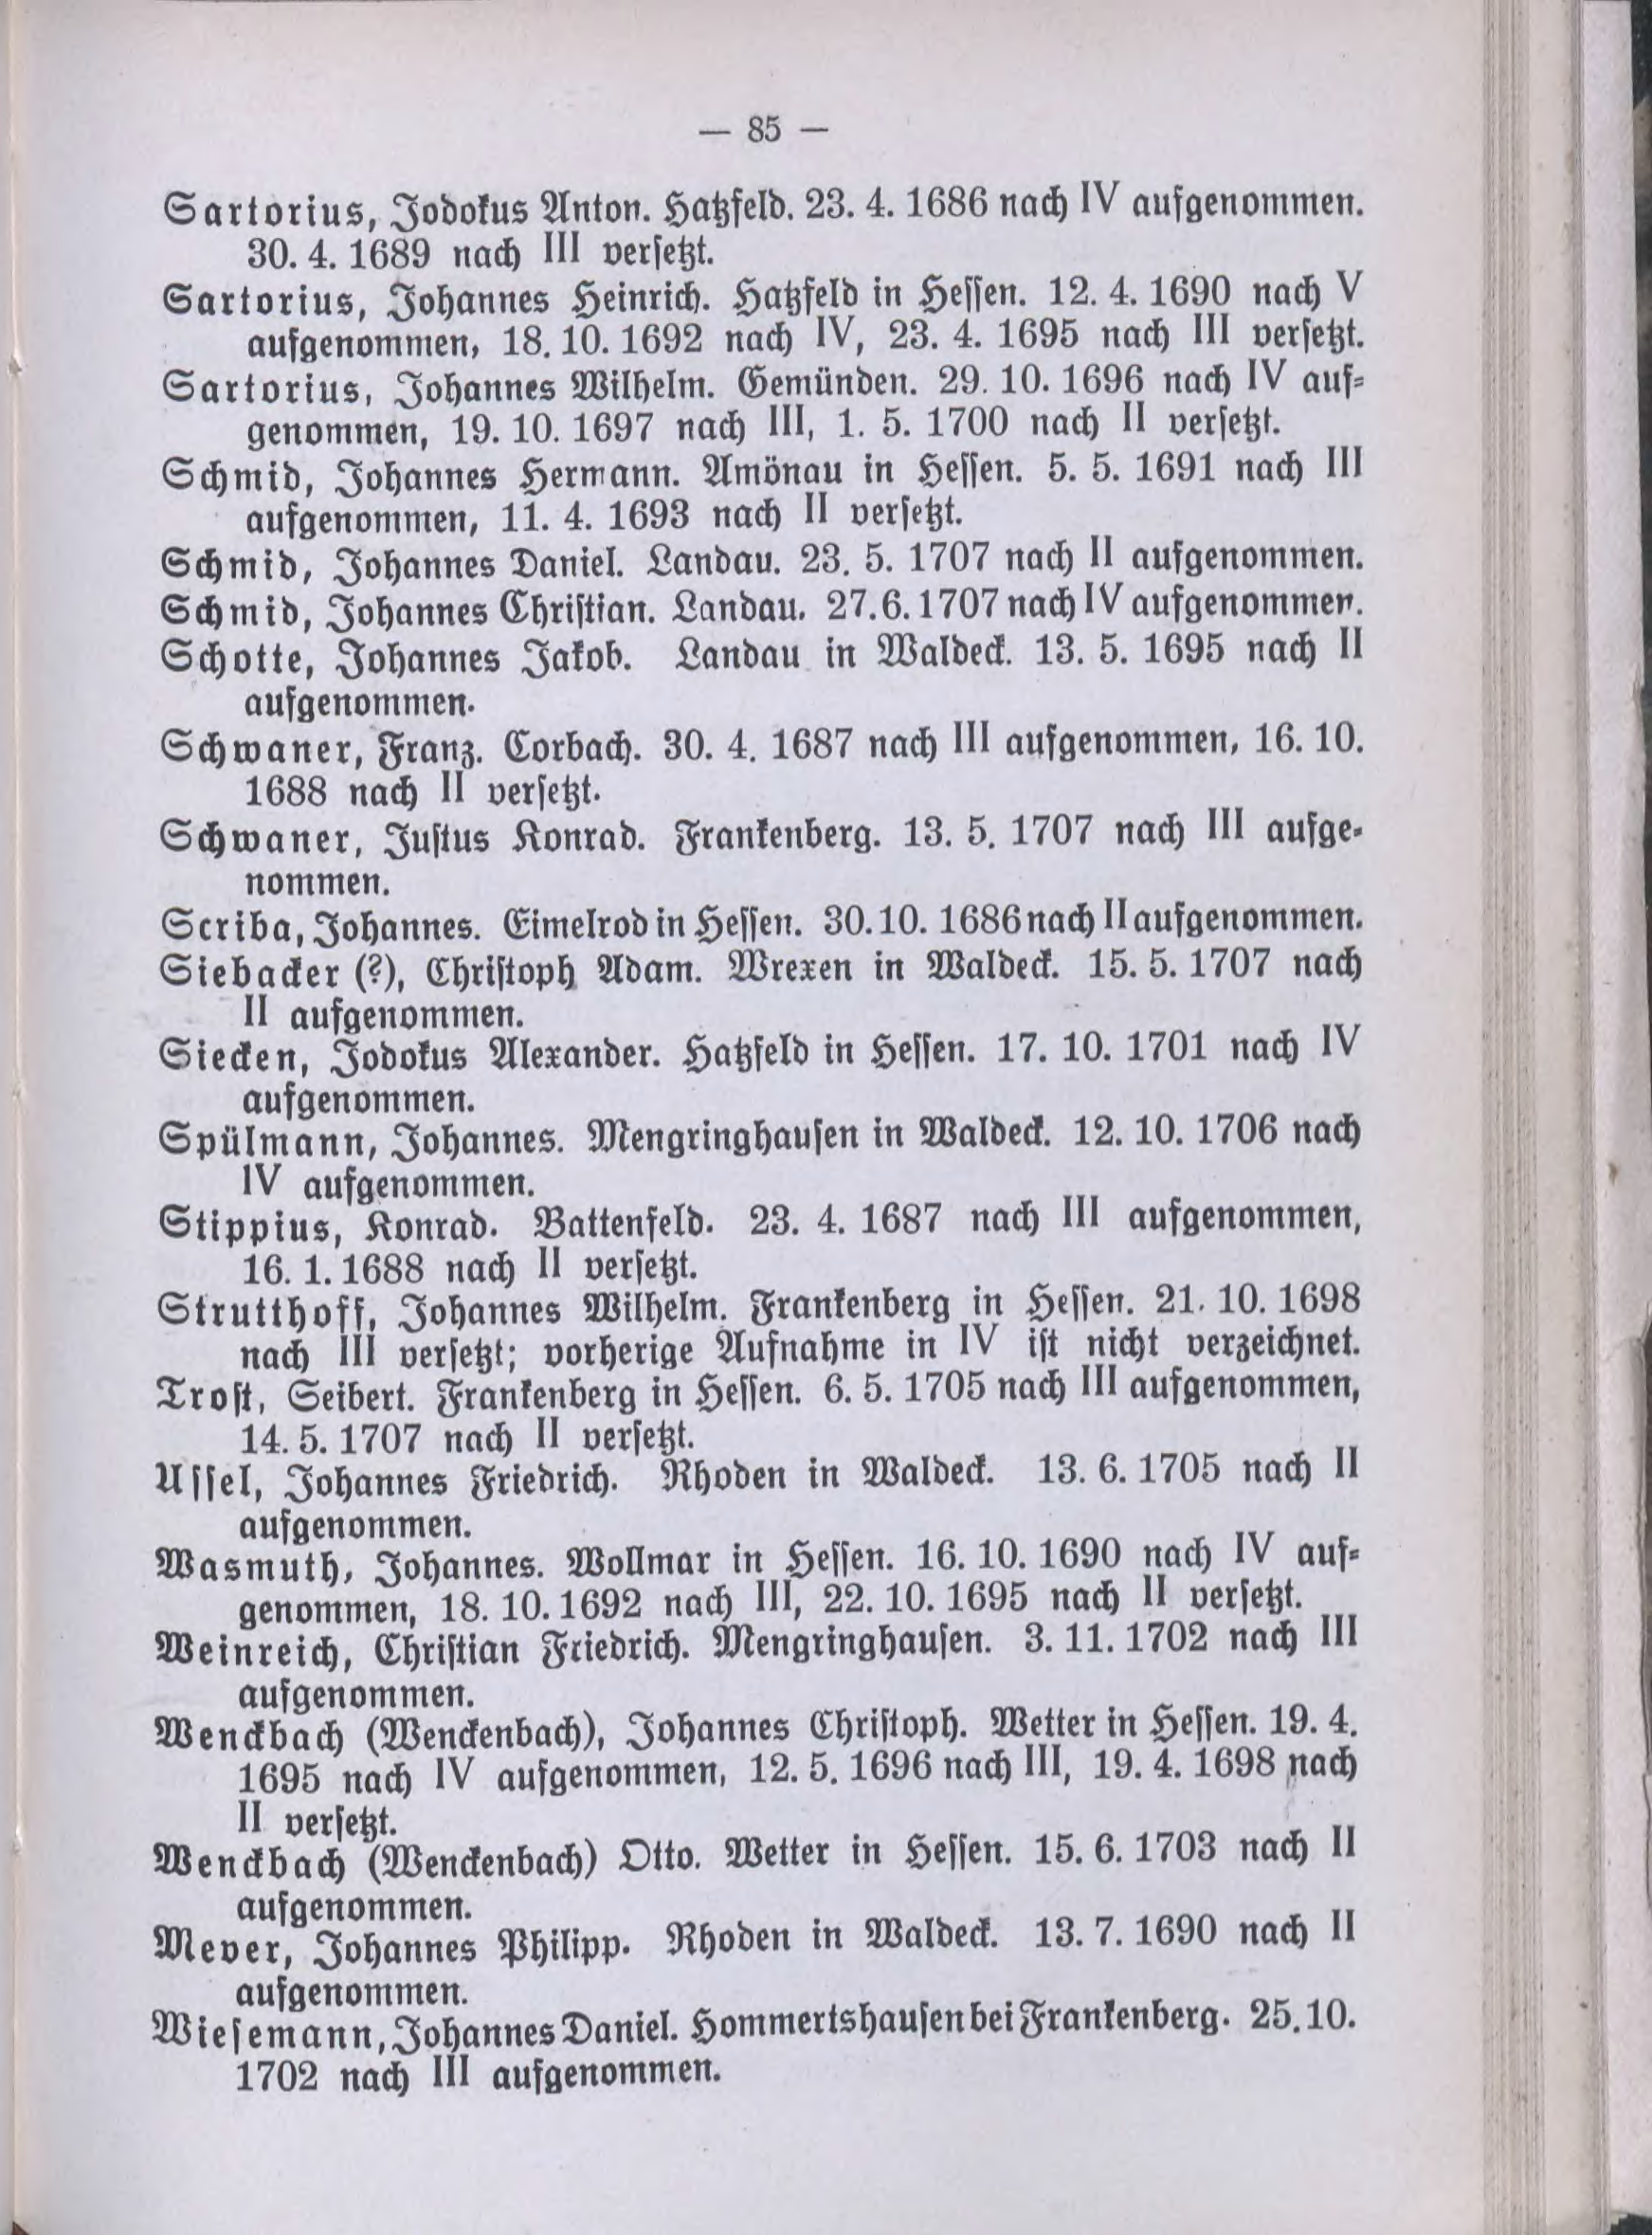 — 85 —
Sartorius, Jodokus Anton. Hatzfeld. 23. 4. 1686 nach IV aufgenommen.
30. 4. 1689 nach III versetzt.
Sartorius, Johannes Heinrich. Hatzfeld in Hessen. 12. 4. 1690 nach V
aufgenommen, 18. 10. 1692 nach IV, 23. 4. 1695 nach III versetzt.
Sartorius, Johannes Wilhelm. Gemünden. 29. 10. 1696 nach IV auf-
genommen, 19. 10. 1697 nach III, 1. 5. 1700 nach II versetzt.
Schmid, Johannes Hermann. Amönau in Hessen. 5. 5. 1691 nach III
aufgenommen, 11. 4. 1693 nach II versetzt.
Schmid, Johannes Daniel. Landau. 23. 5. 1707 nach II aufgenommen.
Schmid, Johannes Christian. Landau. 27. 6. 1707 nach IV aufgenommen.
Schotte, Johannes Jakob. Landau in Waldeck. 13. 5. 1695 nach II
aufgenommen.
Schwaner, Franz. Corbach. 30. 4. 1687 nach III aufgenommen, 16. 10.
1688 nach II versetzt.
Schwaner, Justus Konrad. Frankenberg. 13. 5. 1707 nach III aufge-
nommen.
Scriba, Johannes. Eimelrod in Hessen. 30. 10. 1686 nach II aufgenommen.
Siebacker (?), Christoph Adam. Wrexen in Waldeck. 15. 5. 1707 nach
II aufgenommen.
Siecken, Jodokus Alexander. Hatzfeld in Hessen. 17. 10. 1701 nach IV
aufgenommen.
Spülmann, Johannes. Mengringhausen in Waldeck. 12. 10. 1706 nach
IV aufgenommen.
Stippius, Konrad. Battenfeld. 23. 4. 1687 nach III aufgenommen,
16. 1. 1688 nach II versetzt.
Strutthoff, Johannes Wilhelm. Frankenberg in Hessen. 21. 10. 1698
nach III versetzt; vorherige Aufnahme in IV ist nicht verzeichnet.
Trost, Seibert. Frankenberg in Hessen. 6. 5. 1705 nach III aufgenommen,
14. 5. 1707 nach II versetzt.
Ussel, Johannes Friedrich. Rhoden in Waldeck. 13. 6. 1705 nach II
aufgenommen.
Wasmuth, Johannes. Wollmar in Hessen. 16. 10. 1690 nach IV auf-
genommen, 18. 10. 1692 nach III, 22. 10. 1695 nach II versetzt.
Weinreich, Christian Friedrich. Mengringhausen. 3. 11. 1702 nach III
aufgenommen.
Wendbach (Wenckenbach), Johannes Christoph. Wetter in Hessen. 19. 4.
1695 nach IV aufgenommen, 12. 5. 1696 nach III, 19. 4. 1698 nach
II versetzt.
Wenckbach (Wenckenbach) Otto. Wetter in Hessen. 15. 6. 1703 nach II
aufgenommen.
Mever, Johannes Philipp. Rhoden in Waldeck. 13. 7. 1690 nach II
aufgenommen.
Wiesemann, Johannes Daniel. Hommertshausen bei Frankenberg. 25. 10.
1702 nach III aufgenommen.